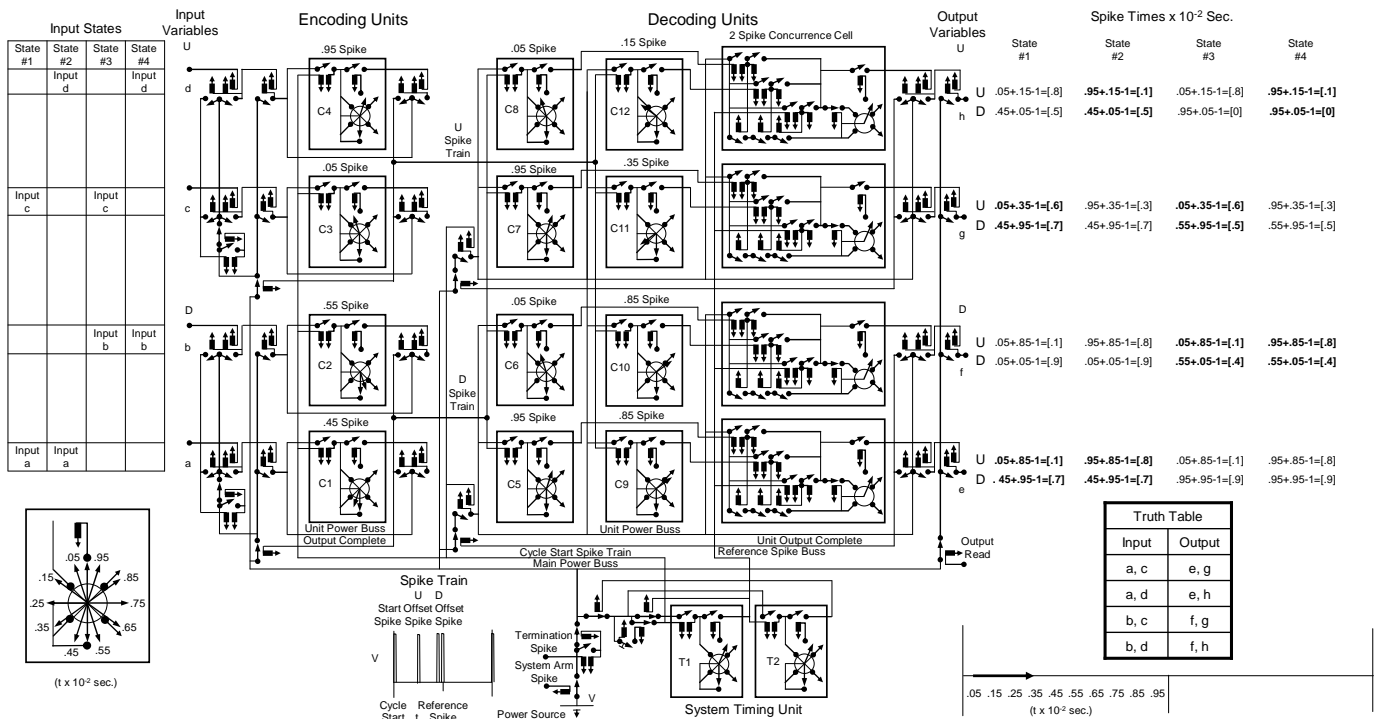 Input States
State #1 State #2 State #3 State #4
Input d Input d
Input c Input c
Input b Input b
Input a Input a
Input Variables
U
d
c
D
b
a
Encoding Units
.95 Spike
C4
.05 Spike
C3
.55 Spike
C2
.45 Spike
C1
Unit Power Buss
Output Complete
U Spike Train
D Spike Train
Decoding Units
.05 Spike
.15 Spike
2 Spike Concurrence Cell
C8
C12
.95 Spike
.35 Spike
C7
C11
.05 Spike
.85 Spike
C6
C10
.95 Spike
.85 Spike
C5
C9
Unit Power Buss
Unit Output Complete
Cycle Start Spike Train
Reference Spike Buss
Main Power Buss
Output Variables
U
h
g
D
f
e
Output Read
Spike Times x 10-2 Sec.
State #1 State #2 State #3 State #4
U .05+.15-1=[.8] .95+.15-1=[.1] .05+.15-1=[.8] .95+.15-1=[.1]
D .45+.05-1=[.5] .45+.05-1=[.5] .95+.05-1=[0] .95+.05-1=[0]
U .05+.35-1=[.6] .95+.35-1=[.3] .05+.35-1=[.6] .95+.35-1=[.3]
D .45+.95-1=[.7] .45+.95-1=[.7] .55+.95-1=[.5] .55+.95-1=[.5]
U .05+.85-1=[.1] .95+.85-1=[.8] .05+.85-1=[.1] .95+.85-1=[.8]
D .05+.05-1=[.9] .05+.05-1=[.9] .55+.05-1=[.4] .55+.05-1=[.4]
U .05+.85-1=[.1] .95+.85-1=[.8] .05+.85-1=[.1] .95+.85-1=[.8]
D . 45+.95-1=[.7] .45+.95-1=[.7] .95+.95-1=[.9] .95+.95-1=[.9]
Truth Table
Input Output
a, c e, g
a, d e, h
b, c f, g
b, d f, h
.05 .95
.15 .85
.25 .75
.35 .65
.45 .55
(t x 10-2 sec.)
Spike Train
U D
Start Offset Offset
Spike Spike Spike
V
Cycle Start
t
Reference Spike
Termination Spike
System Arm Spike
V
Power Source
T1
T2
System Timing Unit
.05 .15 .25 .35 .45 .55 .65 .75 .85 .95
(t x 10-2 sec.)